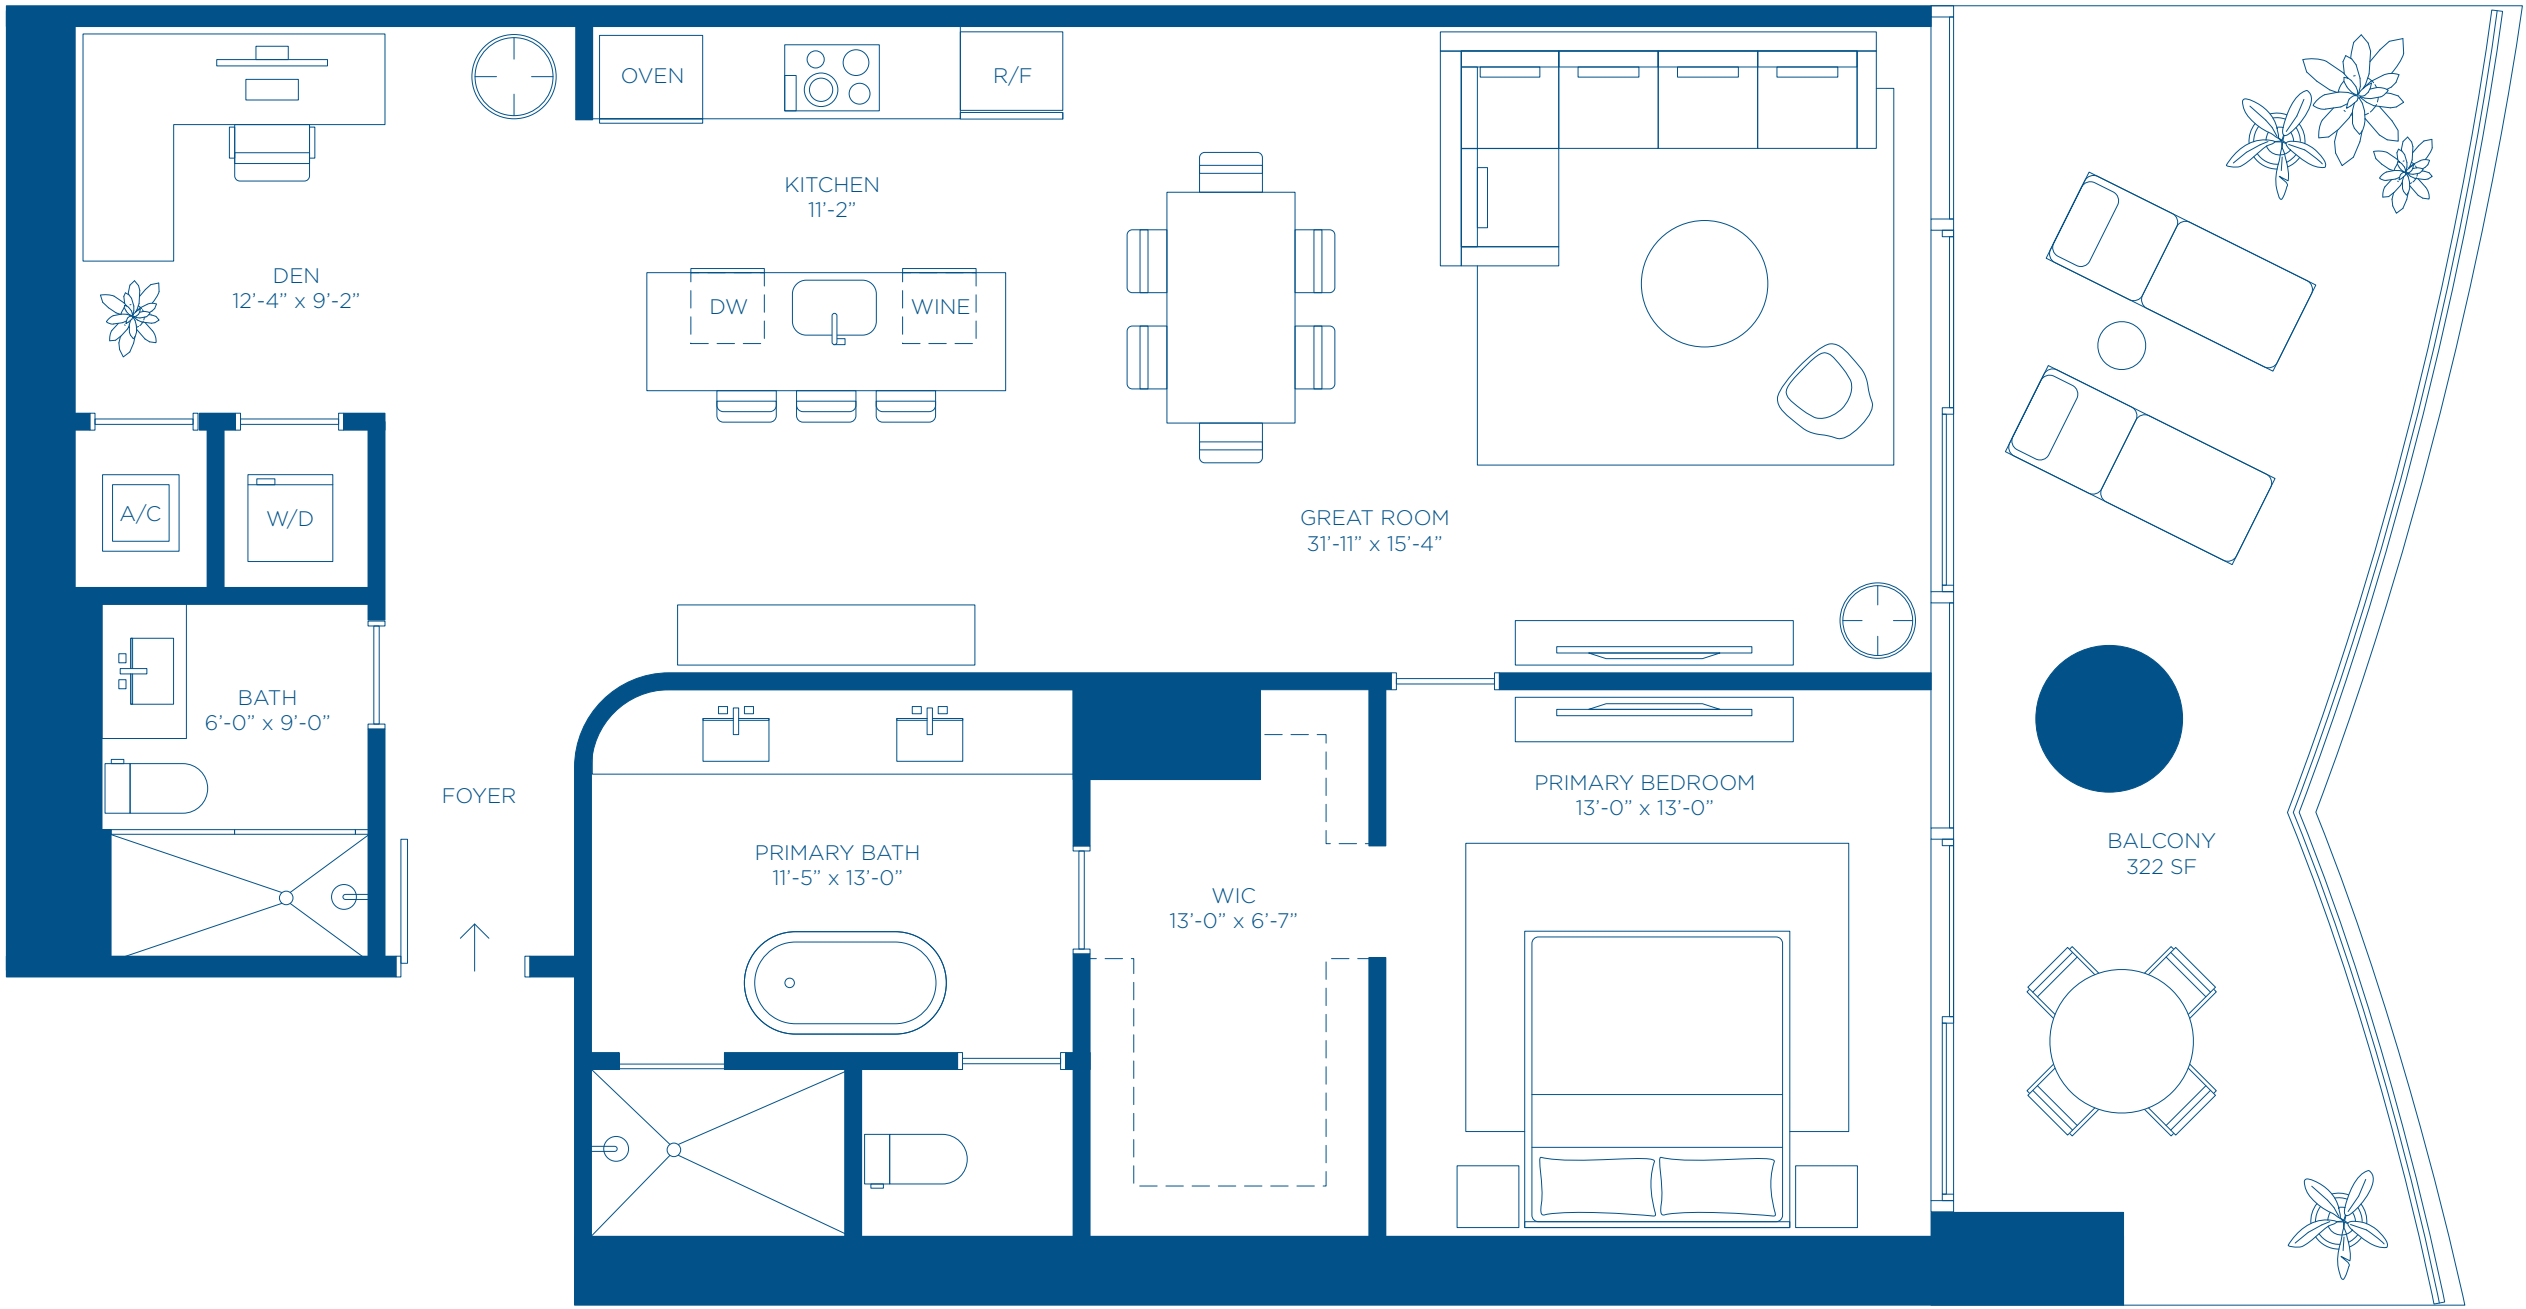 OVEN
R/F
KITCHEN
11’-2”
DEN
12’-4” x 9’-2”
DW
WINE
A/C
W/D
GREAT ROOM
31’-11” x 15’-4”
BATH
6’-0” x 9’-0”
FOYER
PRIMARY BATH
11’-5” x 13’-0”
WIC
13’-0” x 6’-7”
PRIMARY BEDROOM
13’-0” x 13’-0”
BALCONY
322 SF